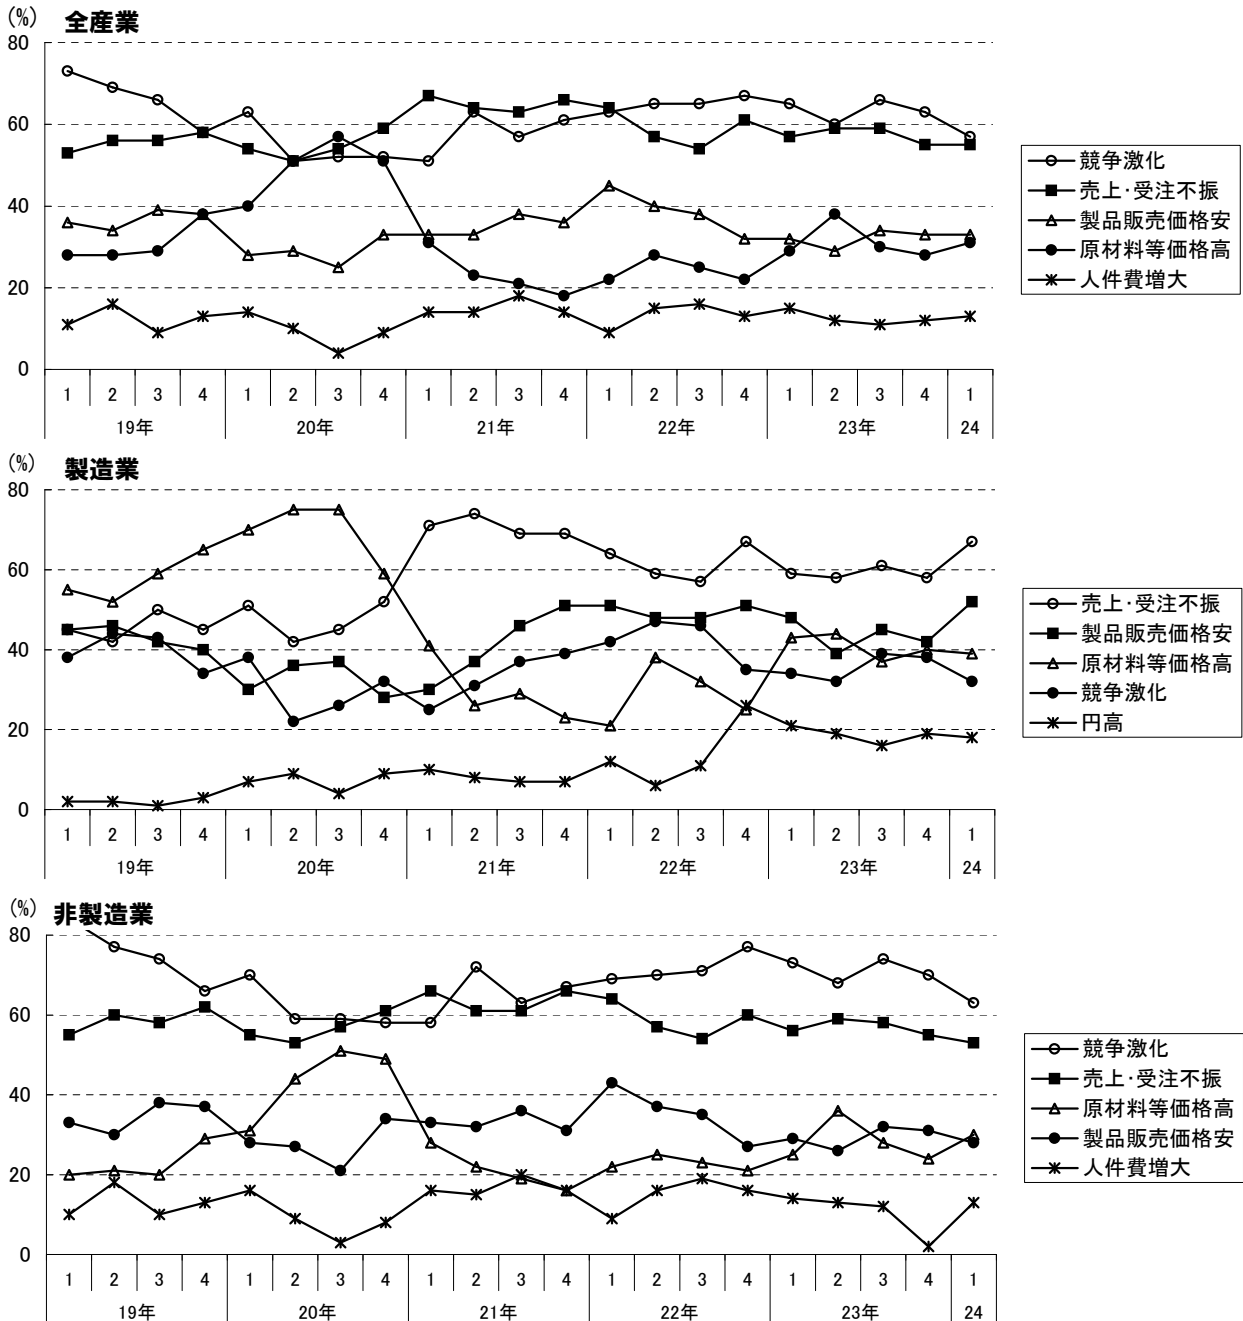 (%) 全産業
80
60
40
20
0
1 2 3 4 1 2 3 4 1 2 3 4 1 2 3 4 1 2 3 4 1
19年 20年 21年 22年 23年 24
競争激化
売上・受注不振
製品販売価格安
原材料等価格高
人件費増大
(%) 製造業
80
60
40
20
0
1 2 3 4 1 2 3 4 1 2 3 4 1 2 3 4 1 2 3 4 1
19年 20年 21年 22年 23年 24
売上・受注不振
製品販売価格安
原材料等価格高
競争激化
円高
(%) 非製造業
80
60
40
20
0
1 2 3 4 1 2 3 4 1 2 3 4 1 2 3 4 1 2 3 4 1
19年 20年 21年 22年 23年 24
競争激化
売上・受注不振
原材料等価格高
製品販売価格安
人件費増大